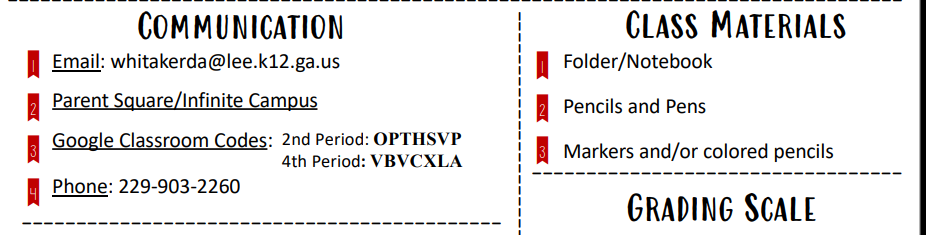 COMMUNICATION
1 Email: whitakerda@lee.k12.ga.us
2 Parent Square/Infinite Campus
3 Google Classroom Codes: 2nd Period: OPTHSVP
4th Period: VBVCXLA
4 Phone: 229-903-2260
CLASS MATERIALS
1 Folder/Notebook
2 Pencils and Pens
3 Markers and/or colored pencils
GRADING SCALE